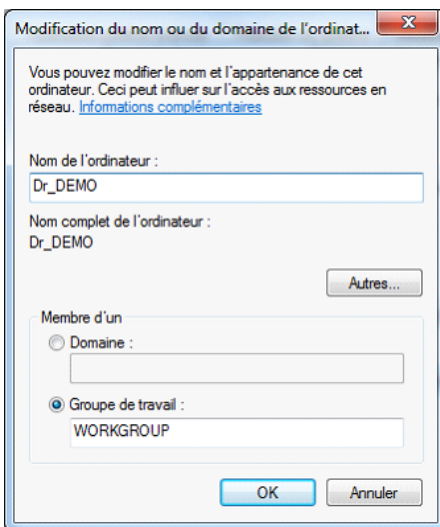 Modification du nom ou du domaine de l'ordinat...
Vous pouvez modifier le nom et l'appartenance de cet
ordinateur. Ceci peut influer sur l'accès aux ressources en
réseau. Informations complémentaires
Nom de l'ordinateur :
Dr_DEMO
Nom complet de l'ordinateur :
Dr_DEMO
Autres...
Membre d'un
Domaine :
Groupe de travail :
WORKGROUP
OK
Annuler